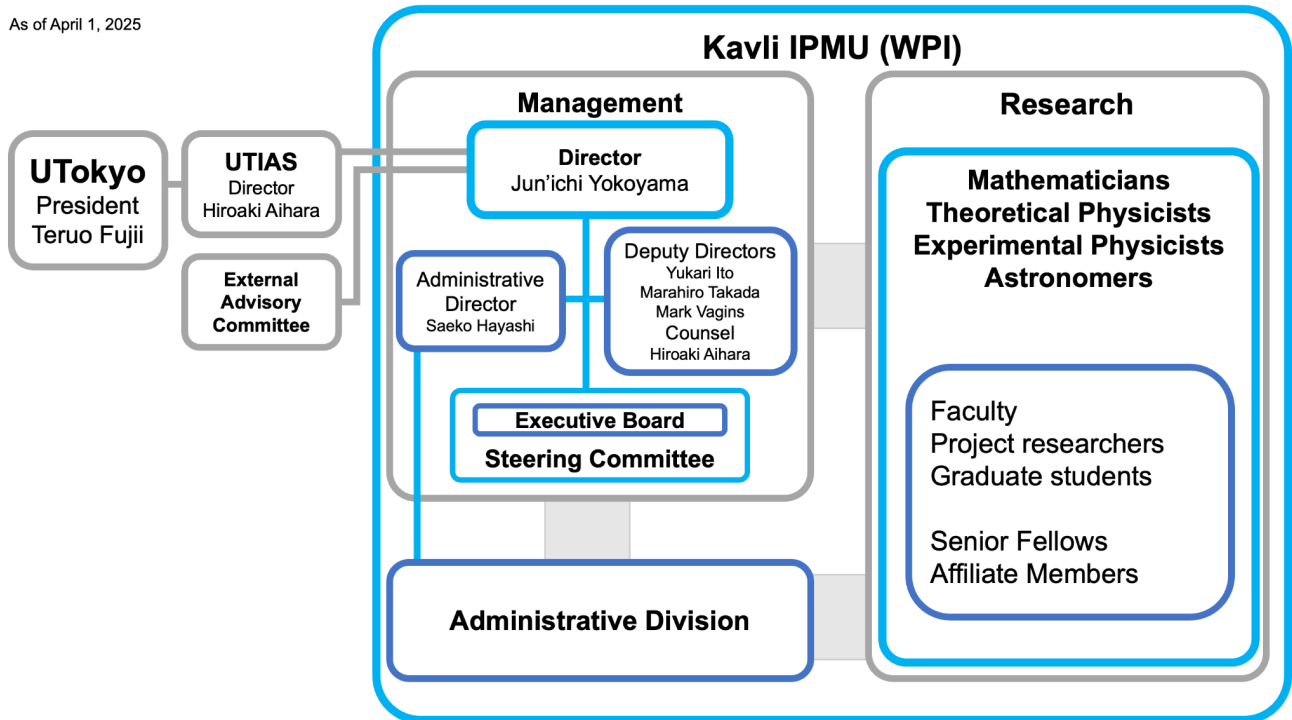 As of April 1, 2025
Kavli IPMU (WPI)
Management
Research
UTokyo
President
Teruo Fujii
UTIAS
Director
Hiroaki Aihara
External
Advisory
Committee
Director
Jun’ichi Yokoyama
Administrative
Director
Saeko Hayashi
Deputy Directors
Yukari Ito
Marahiro Takada
Mark Vagins
Counsel
Hiroaki Aihara
Executive Board
Steering Committee
Administrative Division
Mathematicians
Theoretical Physicists
Experimental Physicists
Astronomers
Faculty
Project researchers
Graduate students
Senior Fellows
Affiliate Members